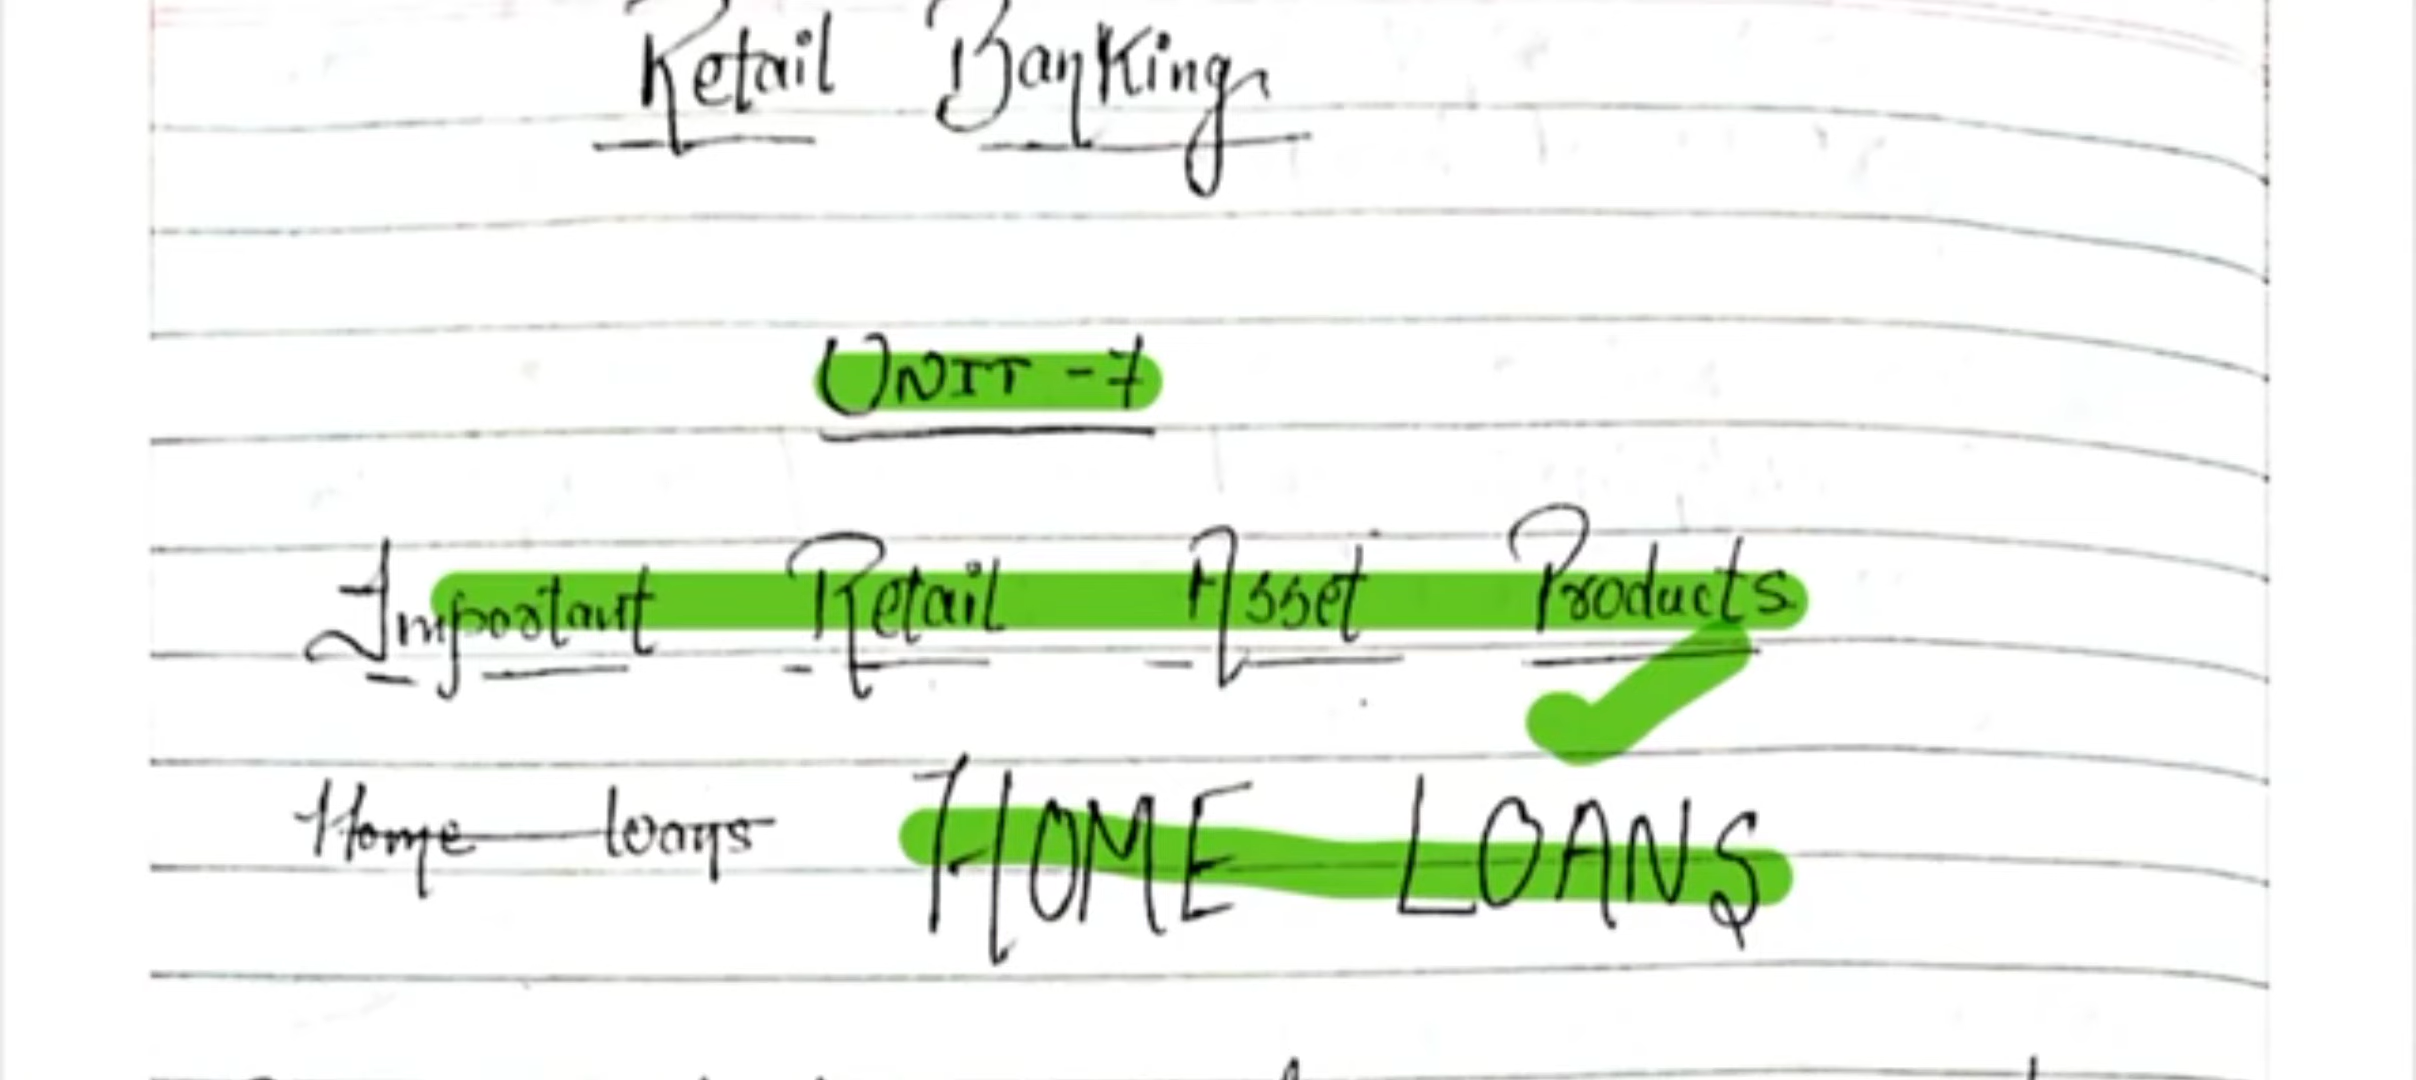 Retail Banking
UNIT - 7
Important Retail Asset Products
Home loans HOME LOANS